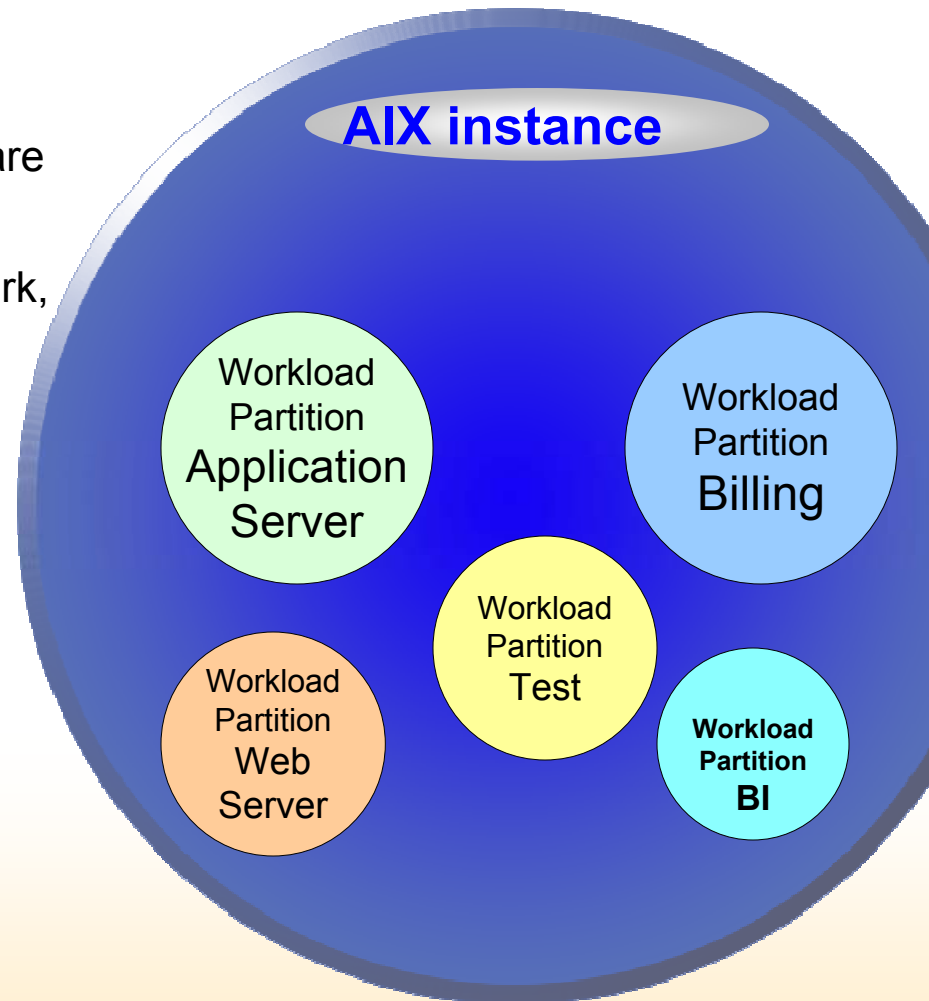 AIX instance
are
rk,
Workload
Partition
Application
Server
Workload
Partition
Billing
Workload
Partition
Test
Workload
Partition
Web
Server
Workload
Partition
BI